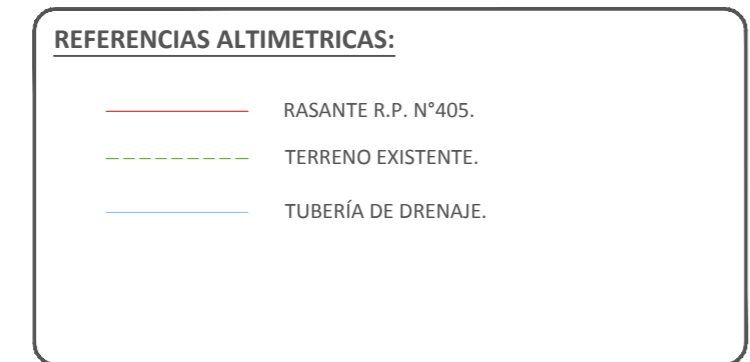 REFERENCIAS ALTIMETRICAS:
RASANTE R.P. N°405.
TERRENO EXISTENTE.
TUBERÍA DE DRENAJE.